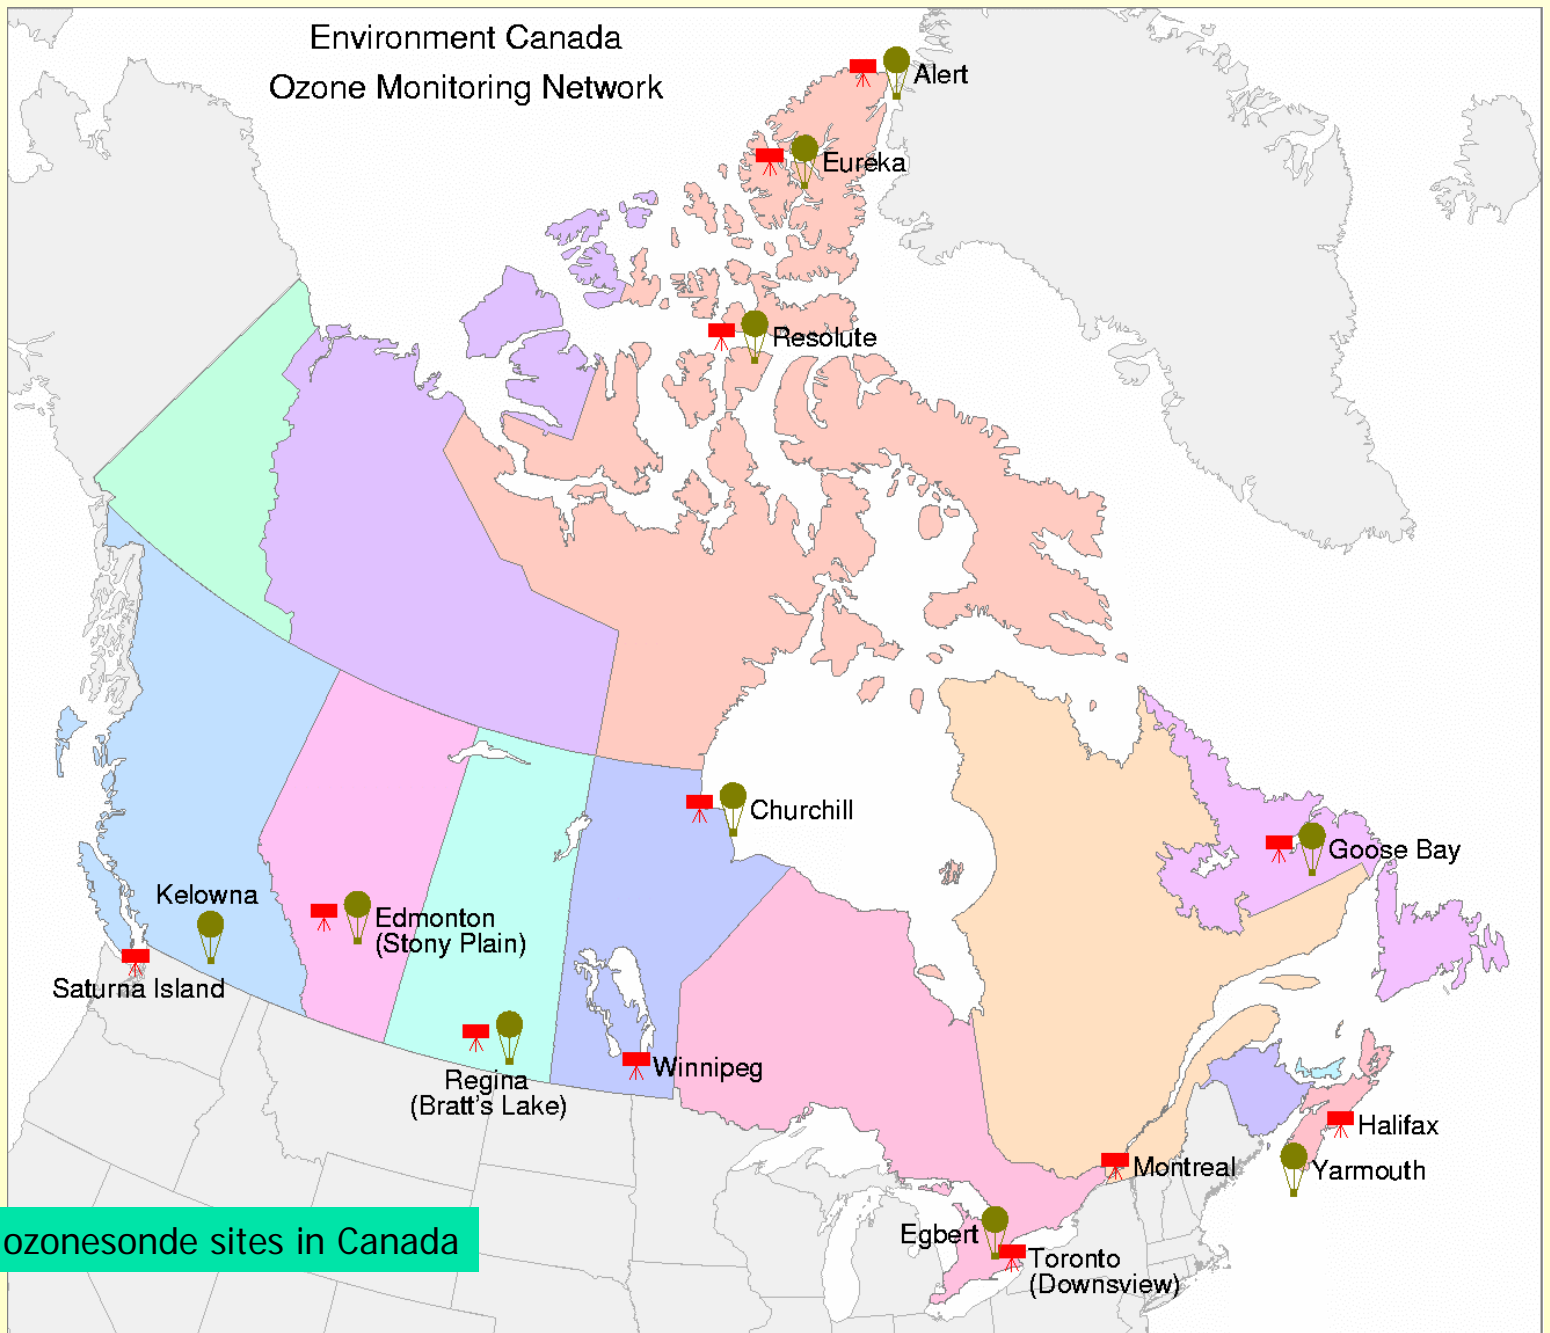 Environment Canada
Ozone Monitoring Network
Alert
Eureka
Resolute
Churchill
Goose Bay
Kelowna
Edmonton
(Stony Plain)
Saturna Island
Regina
(Bratt's Lake)
Winnipeg
Halifax
Montreal
Yarmouth
Egbert
Toronto
(Downsview)
ozonesonde sites in Canada